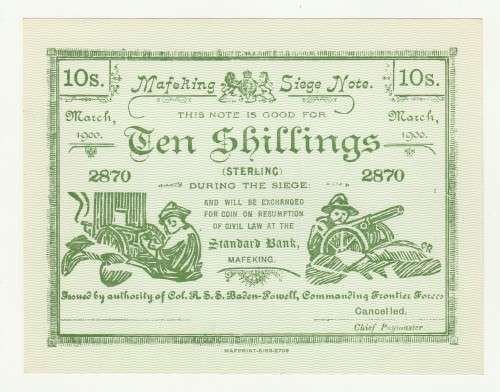 10s. Mafeking Siege Note. 10s.
THIS NOTE IS GOOD FOR
March, 1900. March, 1900.
Ten Shillings
(STERLING)
2870 2870
DURING THE SIEGE:
AND WILL BE EXCHANGED
FOR COIN ON RESUMPTION
OF CIVIL LAW AT THE
Standard Bank,
MAFEKING.
Issued by authority of Col. R. S. S. Baden-Powell, Commanding Frontier Forces
Cancelled.
Chief Paymaster